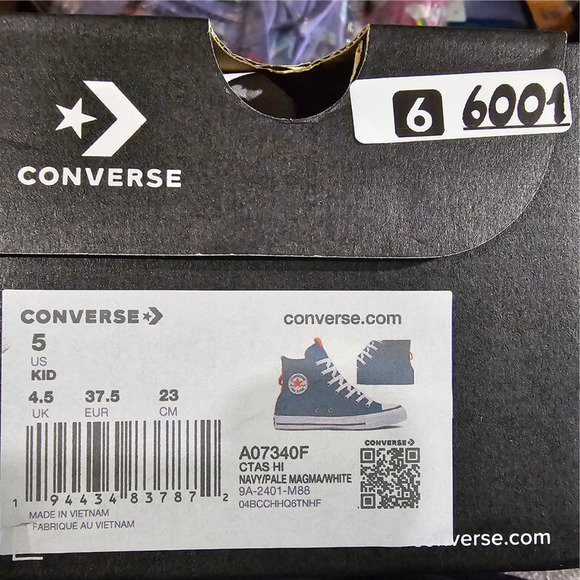 6 6001
CONVERSE
CONVERSE converse.com
5
US
KID
4.5 37.5 23
UK EUR CM
A07340F
CTAS HI
NAVY/PALE MAGMA/WHITE
9A-2401-M88
04BCCHHQ6TNHF
CONVERSE
1 94434 83787 2
MADE IN VIETNAM
FABRIQUE AU VIETNAM
converse.com